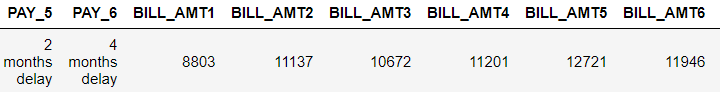 PAY_5 PAY_6 BILL_AMT1 BILL_AMT2 BILL_AMT3 BILL_AMT4 BILL_AMT5 BILL_AMT6
2 4
months months 8803 11137 10672 11201 12721 11946
delay delay